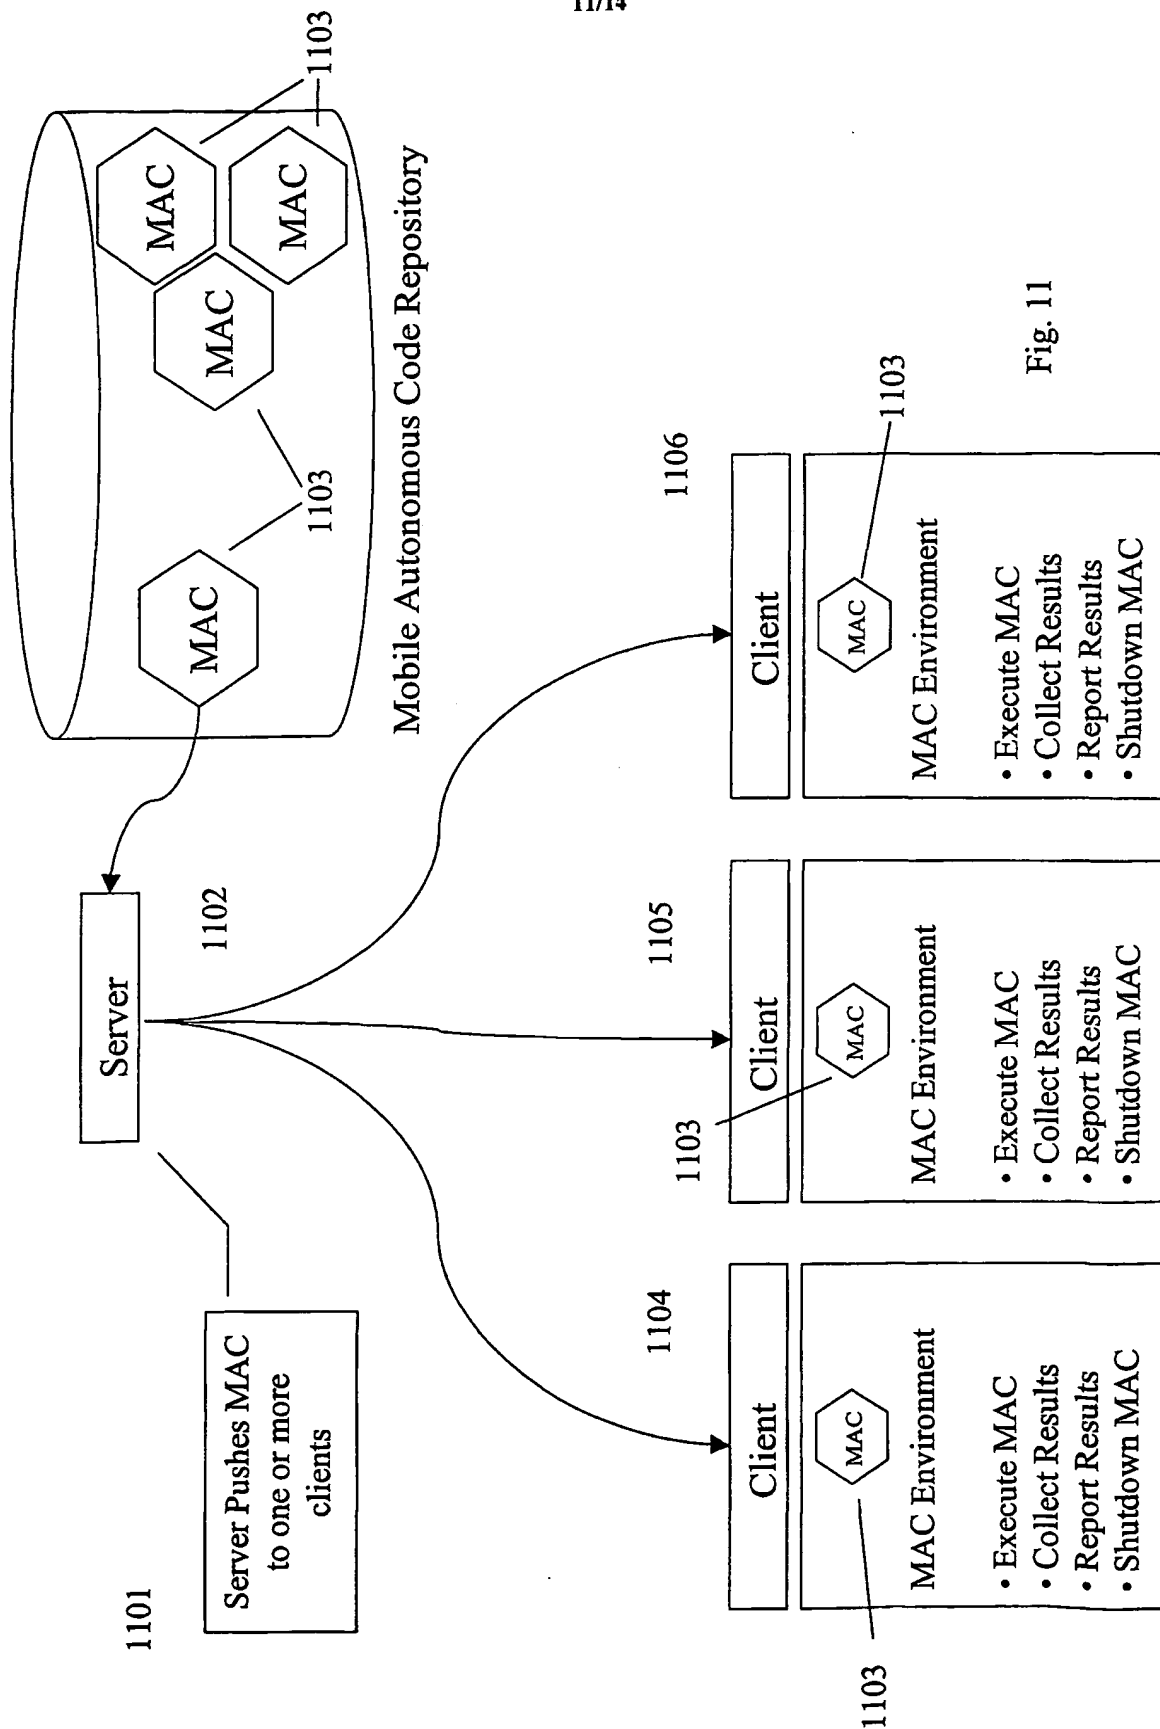 11/14
1101
Server Pushes MAC
to one or more
clients
Server
1102
MAC
1103
MAC
MAC
MAC
1103
Mobile Autonomous Code Repository
1104
Client
1103
MAC
MAC Environment
• Execute MAC
• Collect Results
• Report Results
• Shutdown MAC
1105
Client
1103
MAC
MAC Environment
• Execute MAC
• Collect Results
• Report Results
• Shutdown MAC
1106
Client
1103
MAC
MAC Environment
• Execute MAC
• Collect Results
• Report Results
• Shutdown MAC
Fig. 11